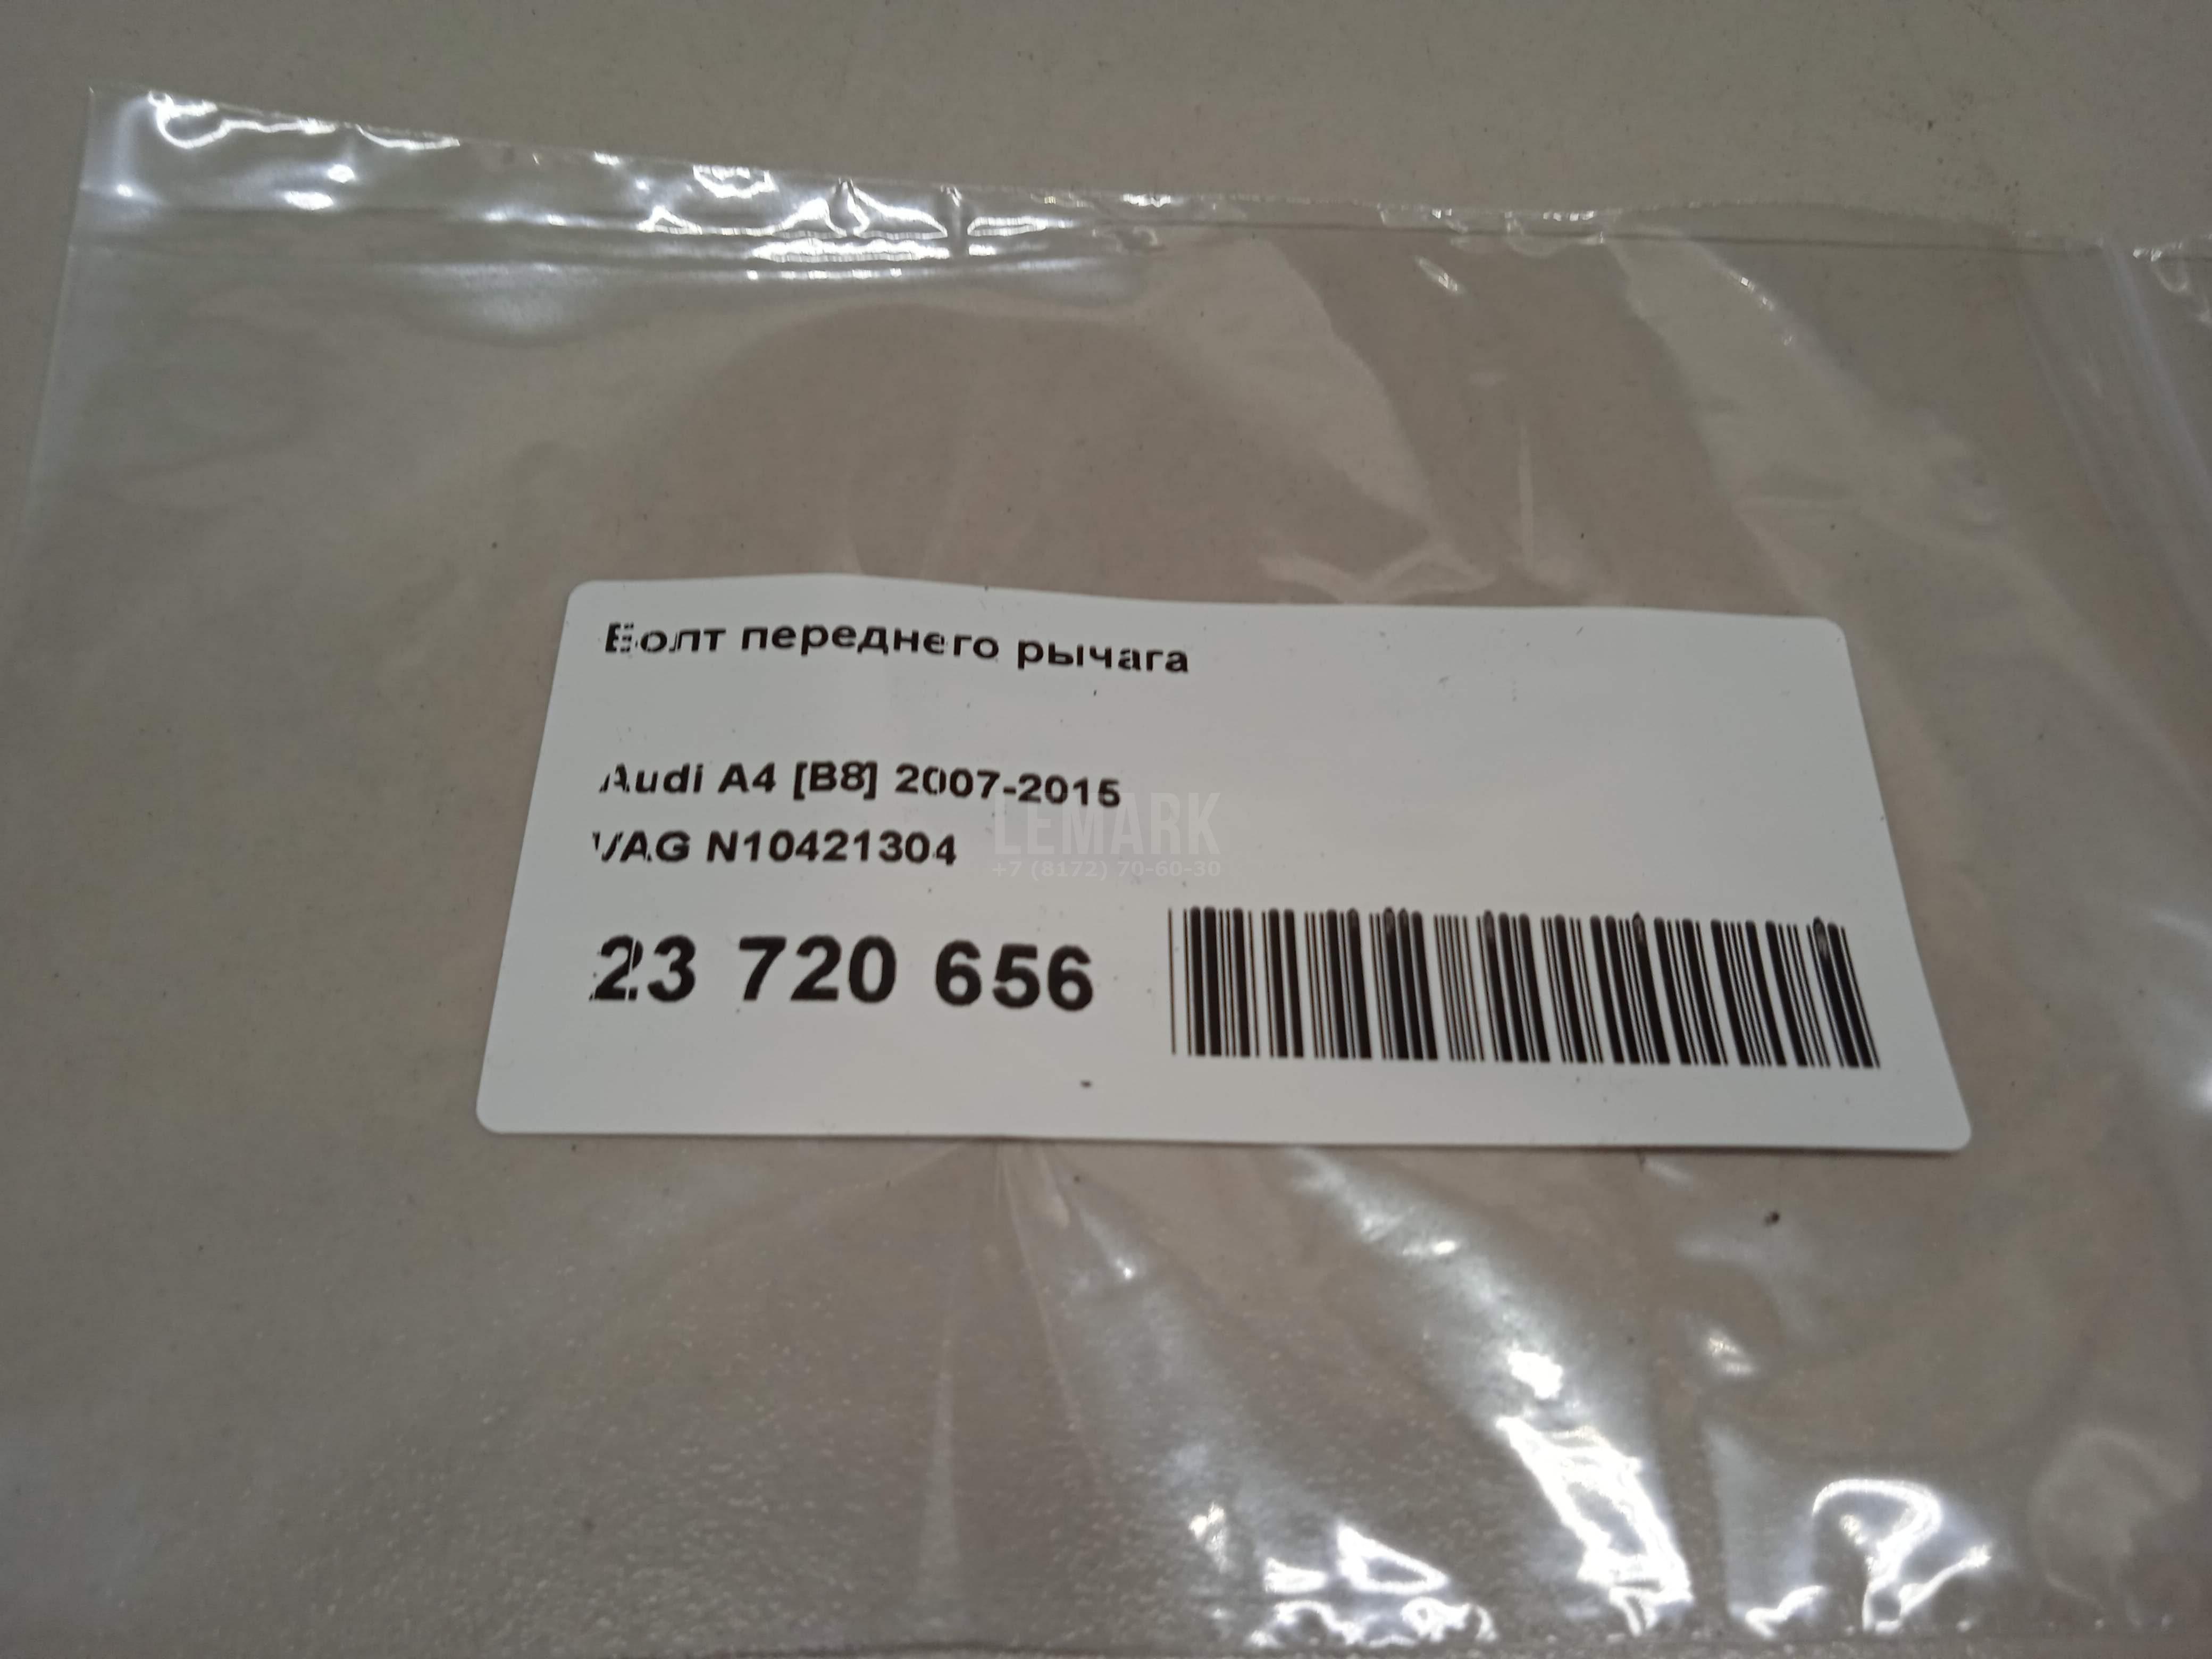 Болт переднего рычага
Audi A4 [B8] 2007-2015
VAG N10421304
LEMARK
+7 (8172) 70-60-30
23 720 656